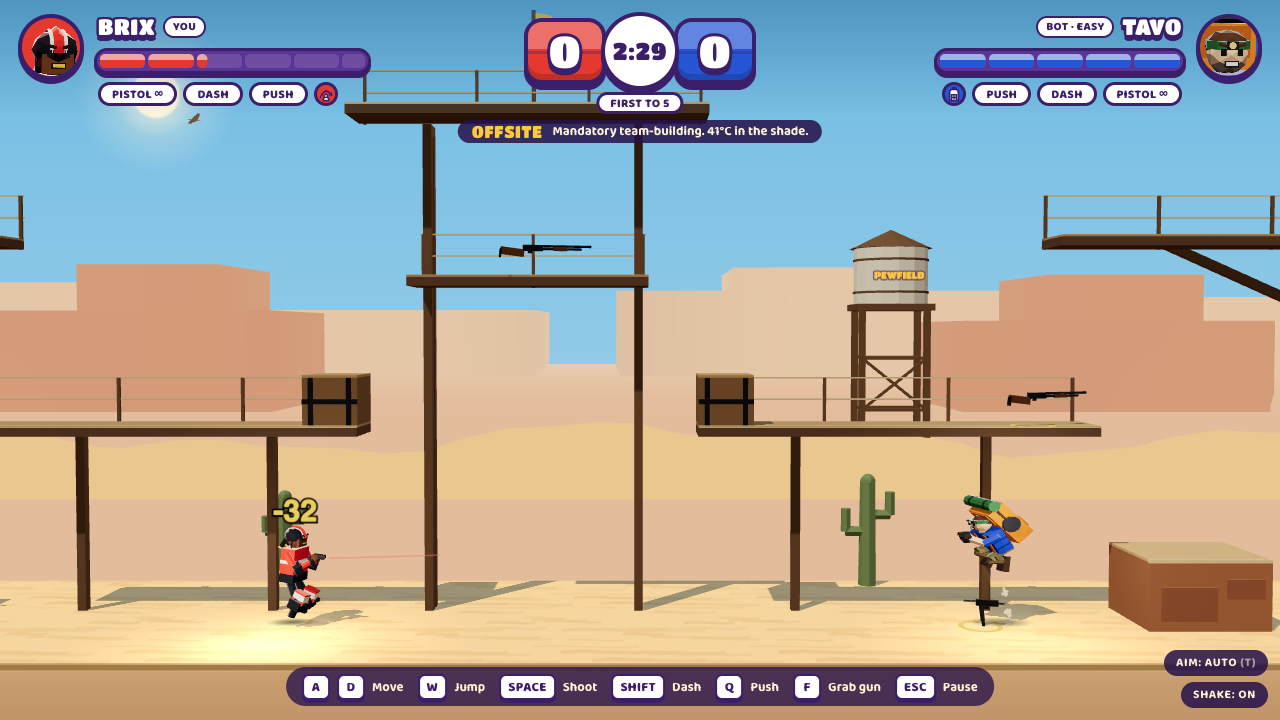 BRIX YOU
PISTOL ∞ DASH PUSH
0 2:29 0
FIRST TO 5
OFFSITE Mandatory team-building. 41°C in the shade.
BOT · EASY TAVO
PUSH DASH PISTOL ∞
PEWFIELD
-32
A D Move W Jump SPACE Shoot SHIFT Dash Q Push F Grab gun ESC Pause
AIM: AUTO (T)
SHAKE: ON